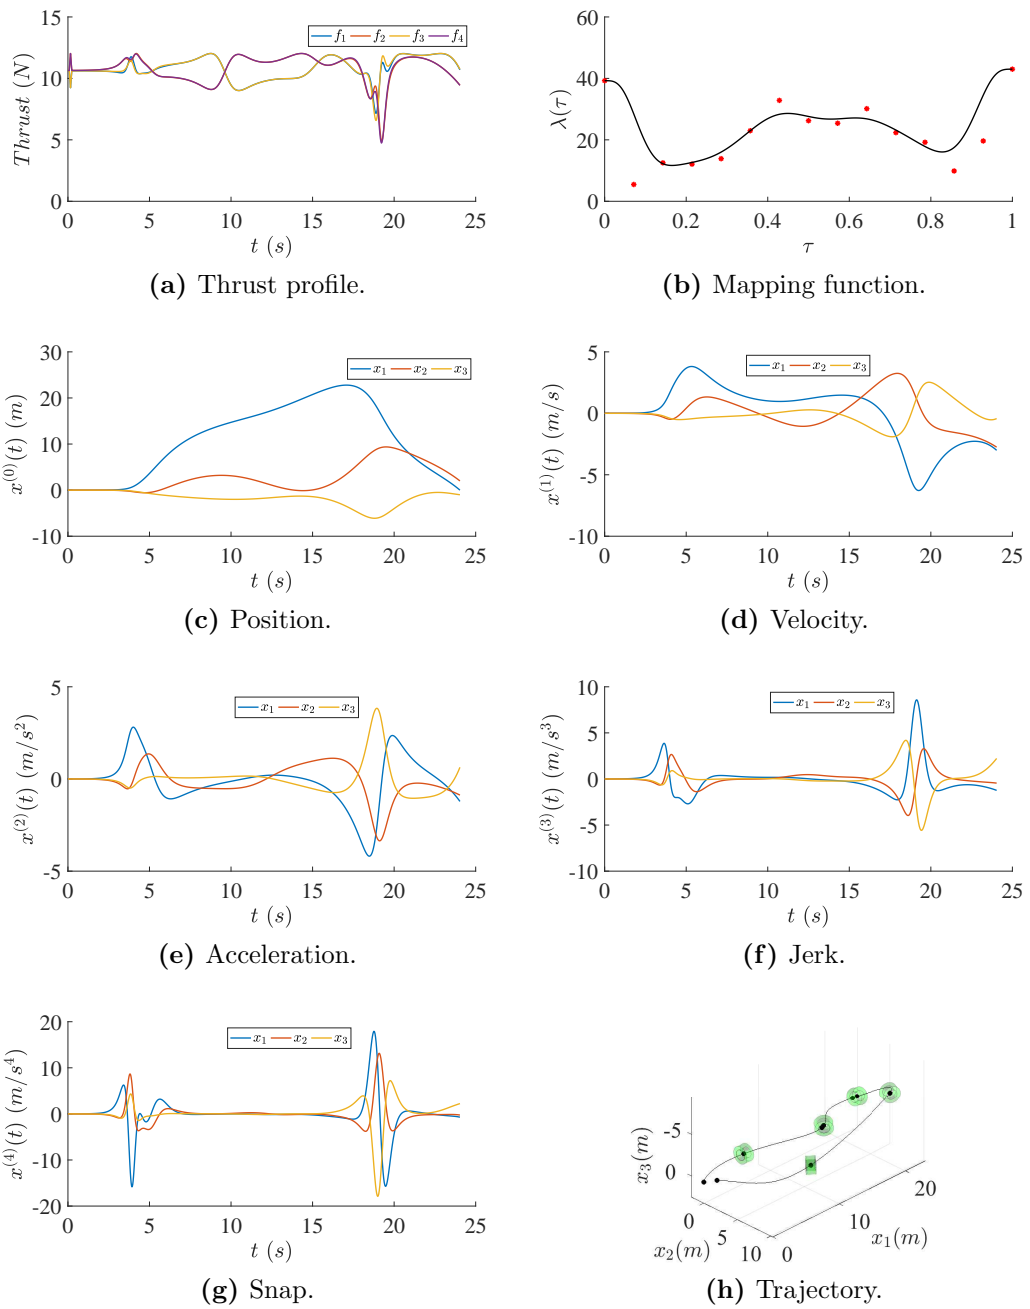 15
10
5
0
Thrust (N)
f₁ f₂ f₃ f₄
0 5 10 15 20 25
t (s)
(a) Thrust profile.
60
40
20
0
λ(τ)
0 0.2 0.4 0.6 0.8 1
τ
(b) Mapping function.
30
20
10
0
-10
x⁽⁰⁾(t) (m)
x₁ x₂ x₃
0 5 10 15 20 25
t (s)
(c) Position.
5
0
-5
-10
x⁽¹⁾(t) (m/s)
x₁ x₂ x₃
0 5 10 15 20 25
t (s)
(d) Velocity.
5
0
-5
x⁽²⁾(t) (m/s²)
x₁ x₂ x₃
0 5 10 15 20 25
t (s)
(e) Acceleration.
10
5
0
-5
-10
x⁽³⁾(t) (m/s³)
x₁ x₂ x₃
0 5 10 15 20 25
t (s)
(f) Jerk.
20
10
0
-10
-20
x⁽⁴⁾(t) (m/s⁴)
x₁ x₂ x₃
0 5 10 15 20 25
t (s)
(g) Snap.
-5
0
x₃(m)
0 5 10
x₂(m)
0 10 20
x₁(m)
(h) Trajectory.